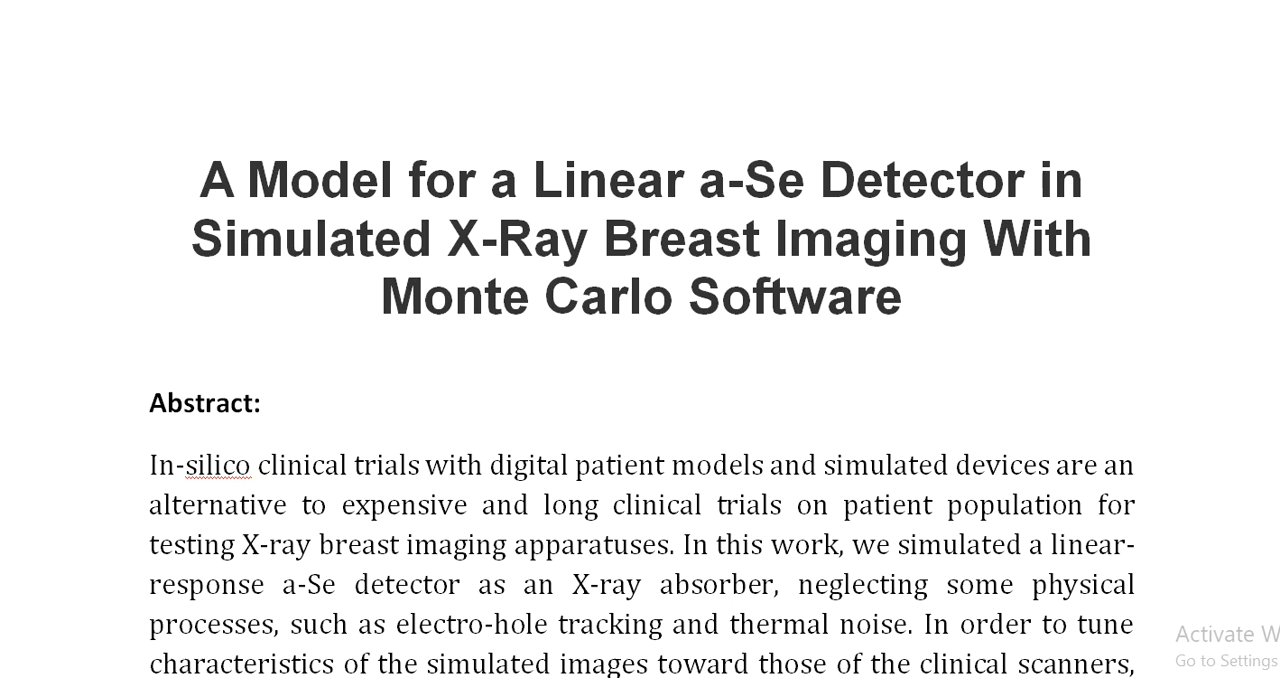 A Model for a Linear a-Se Detector in
Simulated X-Ray Breast Imaging With
Monte Carlo Software
Abstract:
In-silico clinical trials with digital patient models and simulated devices are an
alternative to expensive and long clinical trials on patient population for
testing X-ray breast imaging apparatuses. In this work, we simulated a linear-
response a-Se detector as an X-ray absorber, neglecting some physical
processes, such as electro-hole tracking and thermal noise. In order to tune
characteristics of the simulated images toward those of the clinical scanners,
Activate W
Go to Settings